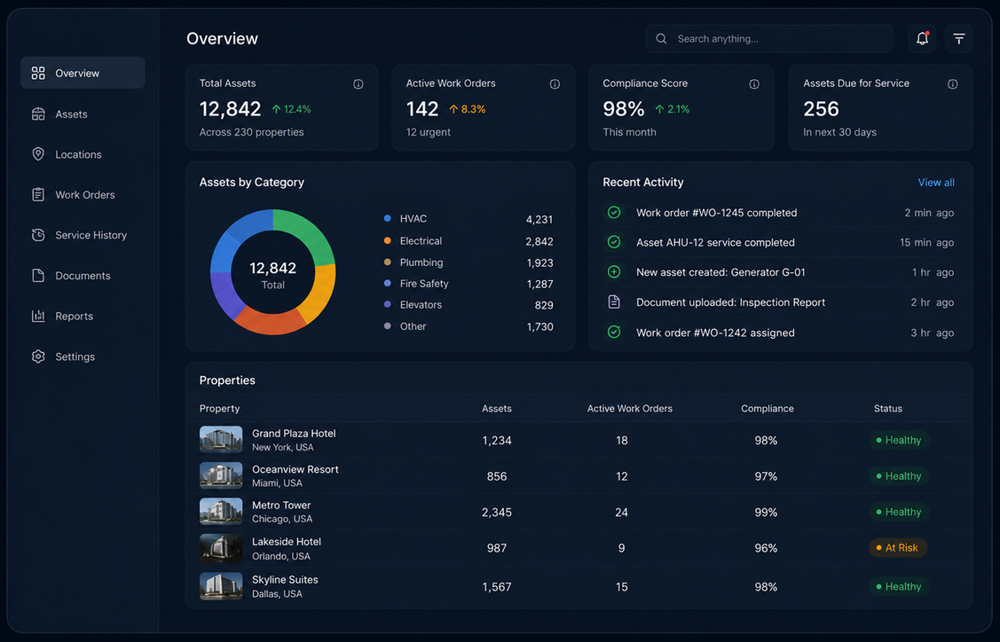 Overview
Search anything...
Overview
Assets
Locations
Work Orders
Service History
Documents
Reports
Settings
Total Assets
12,842 ↑ 12.4%
Across 230 properties
Active Work Orders
142 ↑ 8.3%
12 urgent
Compliance Score
98% ↑ 2.1%
This month
Assets Due for Service
256
In next 30 days
Assets by Category
12,842
Total
HVAC 4,231
Electrical 2,842
Plumbing 1,923
Fire Safety 1,287
Elevators 829
Other 1,730
Recent Activity View all
Work order #WO-1245 completed 2 min ago
Asset AHU-12 service completed 15 min ago
New asset created: Generator G-01 1 hr ago
Document uploaded: Inspection Report 2 hr ago
Work order #WO-1242 assigned 3 hr ago
Properties
Property Assets Active Work Orders Compliance Status
Grand Plaza Hotel 1,234 18 98% Healthy
New York, USA
Oceanview Resort 856 12 97% Healthy
Miami, USA
Metro Tower 2,345 24 99% Healthy
Chicago, USA
Lakeside Hotel 987 9 96% At Risk
Orlando, USA
Skyline Suites 1,567 15 98% Healthy
Dallas, USA